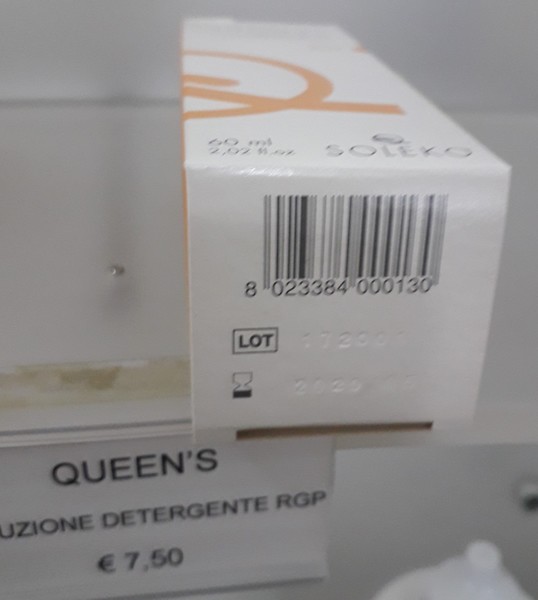 60 ml
2,02 fl.oz
SOLEKO
8 023384 000130
LOT
QUEEN'S
UZIONE DETERGENTE RGP
€ 7,50